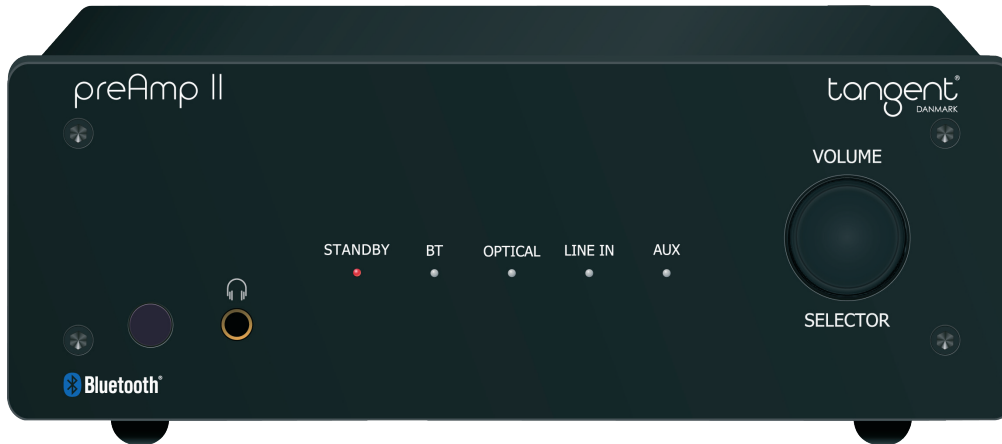 preAmp II
tangent®
DANMARK
VOLUME
STANDBY BT OPTICAL LINE IN AUX
SELECTOR
Bluetooth®